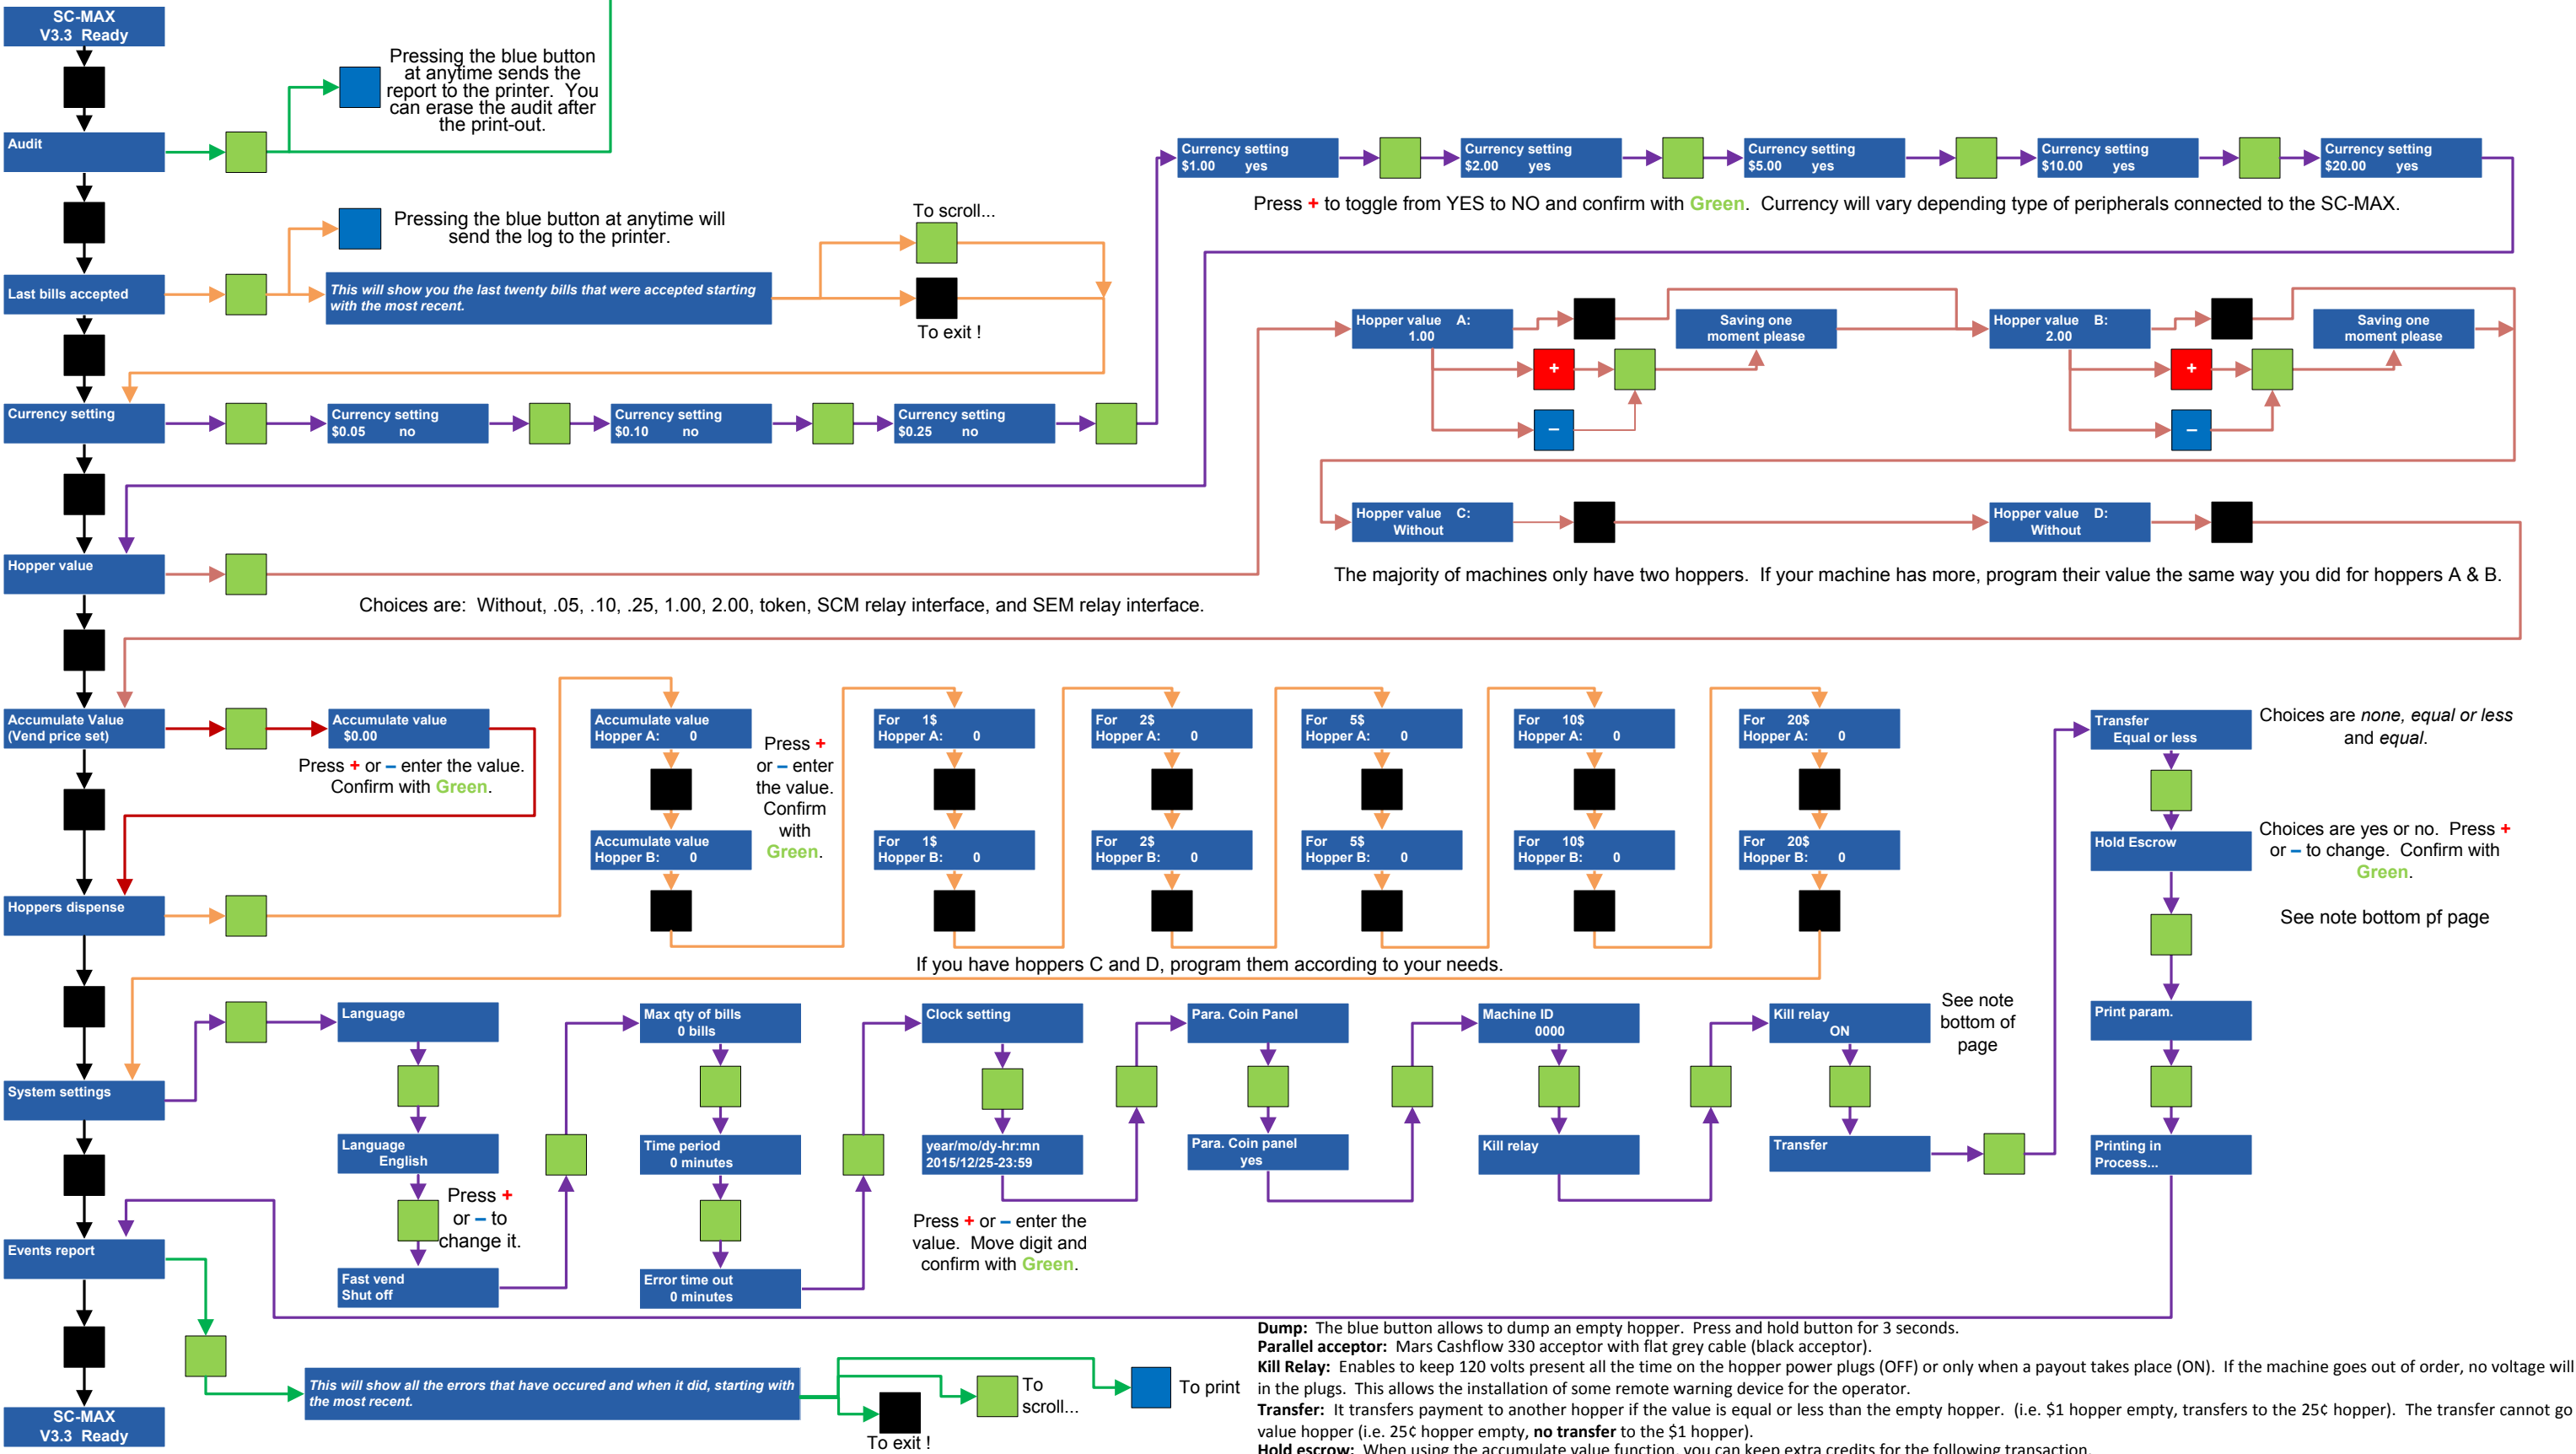 SC-MAX
V3.3 Ready
Pressing the blue button
at anytime sends the
report to the printer. You
can erase the audit after
the print-out.
Audit
Currency setting
$1.00 yes
Currency setting
$2.00 yes
Currency setting
$5.00 yes
Currency setting
$10.00 yes
Currency setting
$20.00 yes
Press + to toggle from YES to NO and confirm with Green. Currency will vary depending type of peripherals connected to the SC-MAX.
Pressing the blue button at anytime will
send the log to the printer.
To scroll...
Last bills accepted
This will show you the last twenty bills that were accepted starting
with the most recent.
To exit !
Hopper value A:
1.00
Saving one
moment please
+
–
Hopper value B:
2.00
Saving one
moment please
+
–
Currency setting
Currency setting
$0.05 no
Currency setting
$0.10 no
Currency setting
$0.25 no
Hopper value C:
Without
Hopper value D:
Without
Hopper value
The majority of machines only have two hoppers. If your machine has more, program their value the same way you did for hoppers A & B.
Choices are: Without, .05, .10, .25, 1.00, 2.00, token, SCM relay interface, and SEM relay interface.
Accumulate Value
(Vend price set)
Accumulate value
$0.00
Press + or – enter the value.
Confirm with Green.
Accumulate value
Hopper A: 0
Accumulate value
Hopper B: 0
Press +
or – enter
the value.
Confirm
with
Green.
For 1$
Hopper A: 0
For 1$
Hopper B: 0
For 2$
Hopper A: 0
For 2$
Hopper B: 0
For 5$
Hopper A: 0
For 5$
Hopper B: 0
For 10$
Hopper A: 0
For 10$
Hopper B: 0
For 20$
Hopper A: 0
For 20$
Hopper B: 0
Transfer
Equal or less
Choices are none, equal or less
and equal.
Hold Escrow
Choices are yes or no. Press +
or – to change. Confirm with
Green.
See note bottom pf page
Hoppers dispense
If you have hoppers C and D, program them according to your needs.
System settings
Language
Language
English
Press +
or – to
change it.
Fast vend
Shut off
Max qty of bills
0 bills
Time period
0 minutes
Error time out
0 minutes
Clock setting
year/mo/dy-hr:mn
2015/12/25-23:59
Press + or – enter the
value. Move digit and
confirm with Green.
Para. Coin Panel
Para. Coin panel
yes
Machine ID
0000
Kill relay
Kill relay
ON
See note
bottom of
page
Transfer
Print param.
Printing in
Process...
Events report
This will show all the errors that have occured and when it did, starting with
the most recent.
To exit !
To
scroll...
To print
SC-MAX
V3.3 Ready
Dump: The blue button allows to dump an empty hopper. Press and hold button for 3 seconds.
Parallel acceptor: Mars Cashflow 330 acceptor with flat grey cable (black acceptor).
Kill Relay: Enables to keep 120 volts present all the time on the hopper power plugs (OFF) or only when a payout takes place (ON). If the machine goes out of order, no voltage will
in the plugs. This allows the installation of some remote warning device for the operator.
Transfer: It transfers payment to another hopper if the value is equal or less than the empty hopper. (i.e. $1 hopper empty, transfers to the 25¢ hopper). The transfer cannot go
value hopper (i.e. 25¢ hopper empty, no transfer to the $1 hopper).
Hold escrow: When using the accumulate value function, you can keep extra credits for the following transaction.